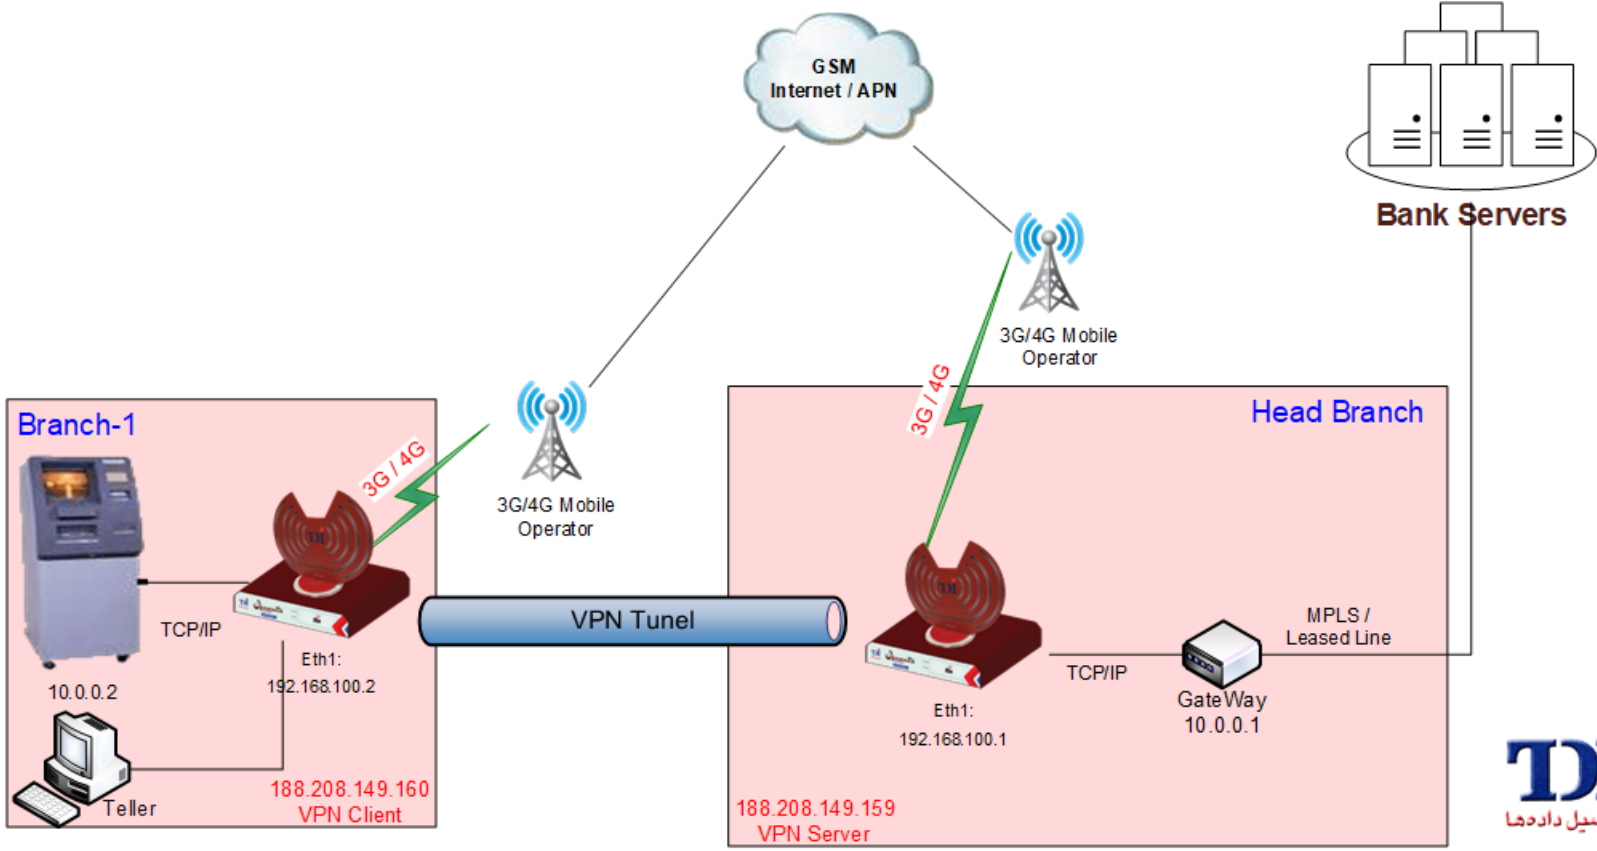 GSM
Internet / APN
Bank Servers
3G/4G Mobile
Operator
3G / 4G
Head Branch
Branch-1
3G / 4G
3G/4G Mobile
Operator
TCP/IP
VPN Tunel
Eth1:
192.168.100.2
10.0.0.2
Teller
188.208.149.160
VPN Client
Eth1:
192.168.100.1
TCP/IP
GateWay
10.0.0.1
MPLS /
Leased Line
188.208.149.159
VPN Server
داده‌ها